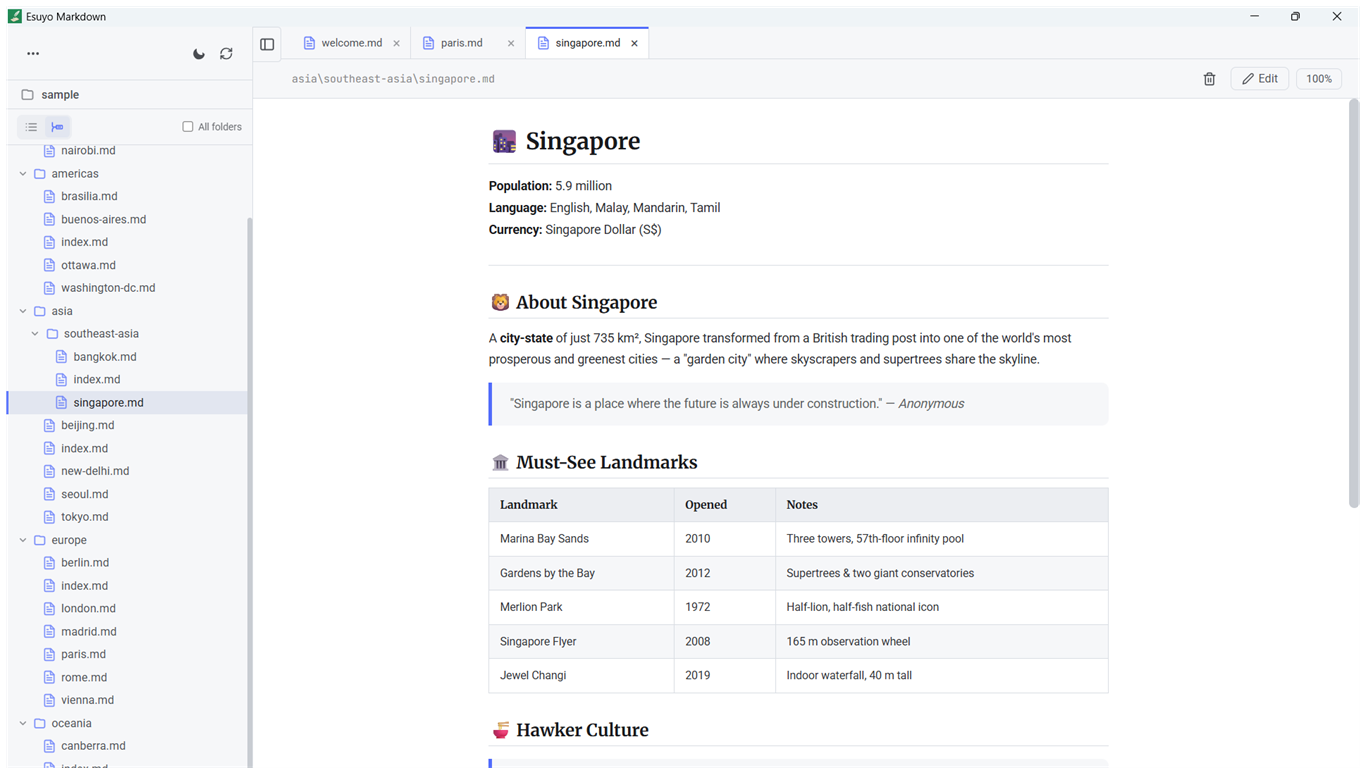 Esuyo Markdown
welcome.md
paris.md
singapore.md
asia\southeast-asia\singapore.md
Edit
100%
sample
All folders
nairobi.md
americas
brasilia.md
buenos-aires.md
index.md
ottawa.md
washington-dc.md
asia
southeast-asia
bangkok.md
index.md
singapore.md
beijing.md
index.md
new-delhi.md
seoul.md
tokyo.md
europe
berlin.md
index.md
london.md
madrid.md
paris.md
rome.md
vienna.md
oceania
canberra.md
index.md
Singapore
Population: 5.9 million
Language: English, Malay, Mandarin, Tamil
Currency: Singapore Dollar (S$)
About Singapore
A city-state of just 735 km², Singapore transformed from a British trading post into one of the world's most
prosperous and greenest cities — a "garden city" where skyscrapers and supertrees share the skyline.
"Singapore is a place where the future is always under construction." — Anonymous
Must-See Landmarks
Landmark Opened Notes
Marina Bay Sands 2010 Three towers, 57th-floor infinity pool
Gardens by the Bay 2012 Supertrees & two giant conservatories
Merlion Park 1972 Half-lion, half-fish national icon
Singapore Flyer 2008 165 m observation wheel
Jewel Changi 2019 Indoor waterfall, 40 m tall
Hawker Culture